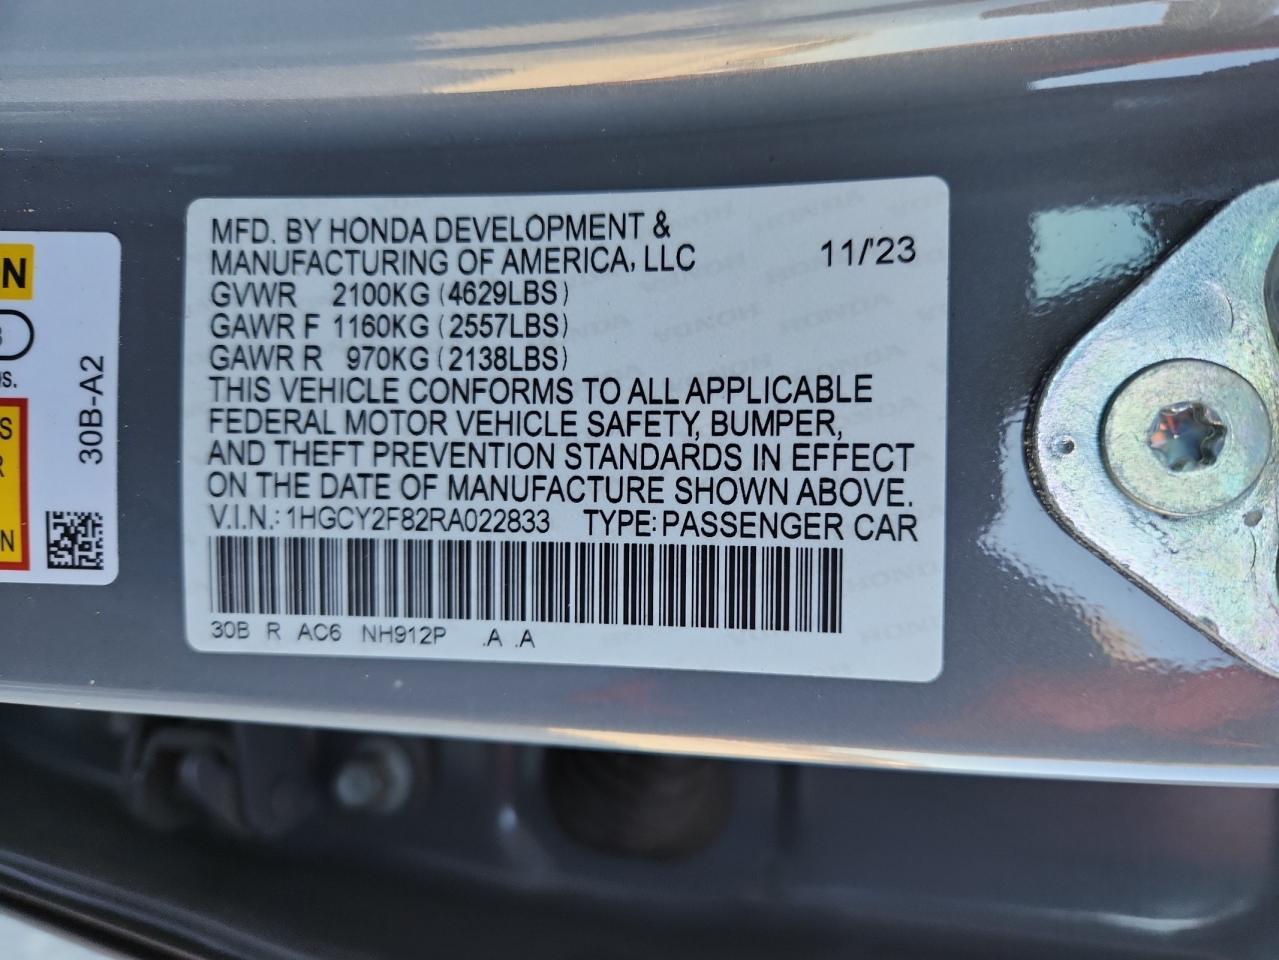 MFD. BY HONDA DEVELOPMENT &
MANUFACTURING OF AMERICA, LLC 11/'23
GVWR 2100KG (4629LBS)
GAWR F 1160KG (2557LBS)
GAWR R 970KG (2138LBS)
THIS VEHICLE CONFORMS TO ALL APPLICABLE
FEDERAL MOTOR VEHICLE SAFETY, BUMPER,
AND THEFT PREVENTION STANDARDS IN EFFECT
ON THE DATE OF MANUFACTURE SHOWN ABOVE.
V.I.N.: 1HGCY2F82RA022833 TYPE: PASSENGER CAR
30B R AC6 NH912P .A .A
30B-A2